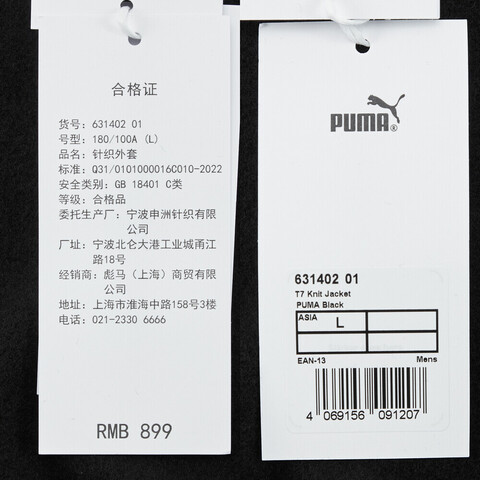 合格证
货号: 631402 01
号型: 180/100A (L)
品名: 针织外套
标准: Q31/0101000016C010-2022
安全类别: GB 18401 C类
等级: 合格品
委托生产厂: 宁波申洲针织有限
公司
厂址: 宁波北仑大港工业城甬江
路18号
经销商: 彪马（上海）商贸有限
公司
地址: 上海市淮海中路158号3楼
电话: 021-2330 6666
RMB 899
PUMA®
631402 01
T7 Knit Jacket
PUMA Black
ASIA L
EAN-13 Mens
4 069156 091207